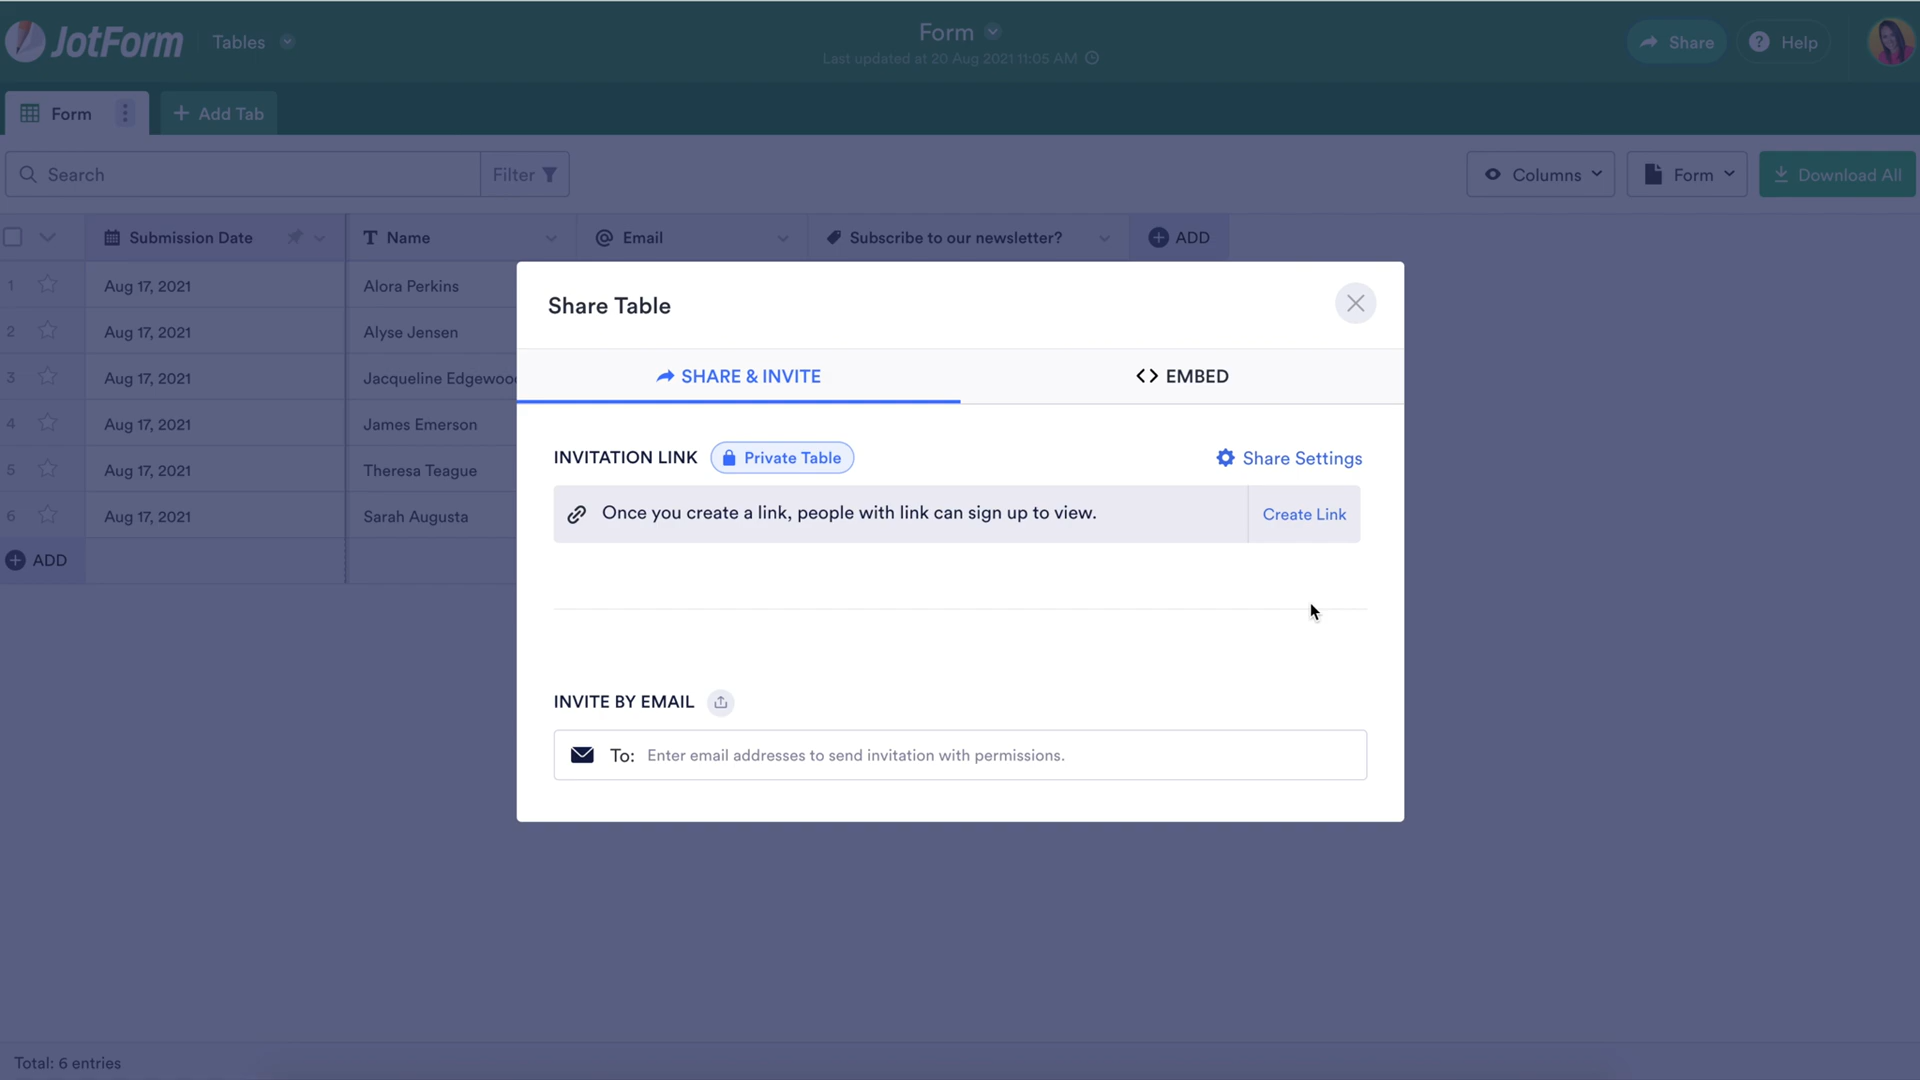 JotForm
Tables
Form
Last updated at 20 Aug 2021 11:05 AM
Share
Help
Form
+ Add Tab
Search
Filter
Columns
Form
Download All
Submission Date
Name
Email
Subscribe to our newsletter?
ADD
1 Aug 17, 2021 Alora Perkins
2 Aug 17, 2021 Alyse Jensen
3 Aug 17, 2021 Jacqueline Edgewoo
4 Aug 17, 2021 James Emerson
5 Aug 17, 2021 Theresa Teague
6 Aug 17, 2021 Sarah Augusta
ADD
Share Table
SHARE & INVITE
EMBED
INVITATION LINK
Private Table
Share Settings
Once you create a link, people with link can sign up to view.
Create Link
INVITE BY EMAIL
To: Enter email addresses to send invitation with permissions.
Total: 6 entries